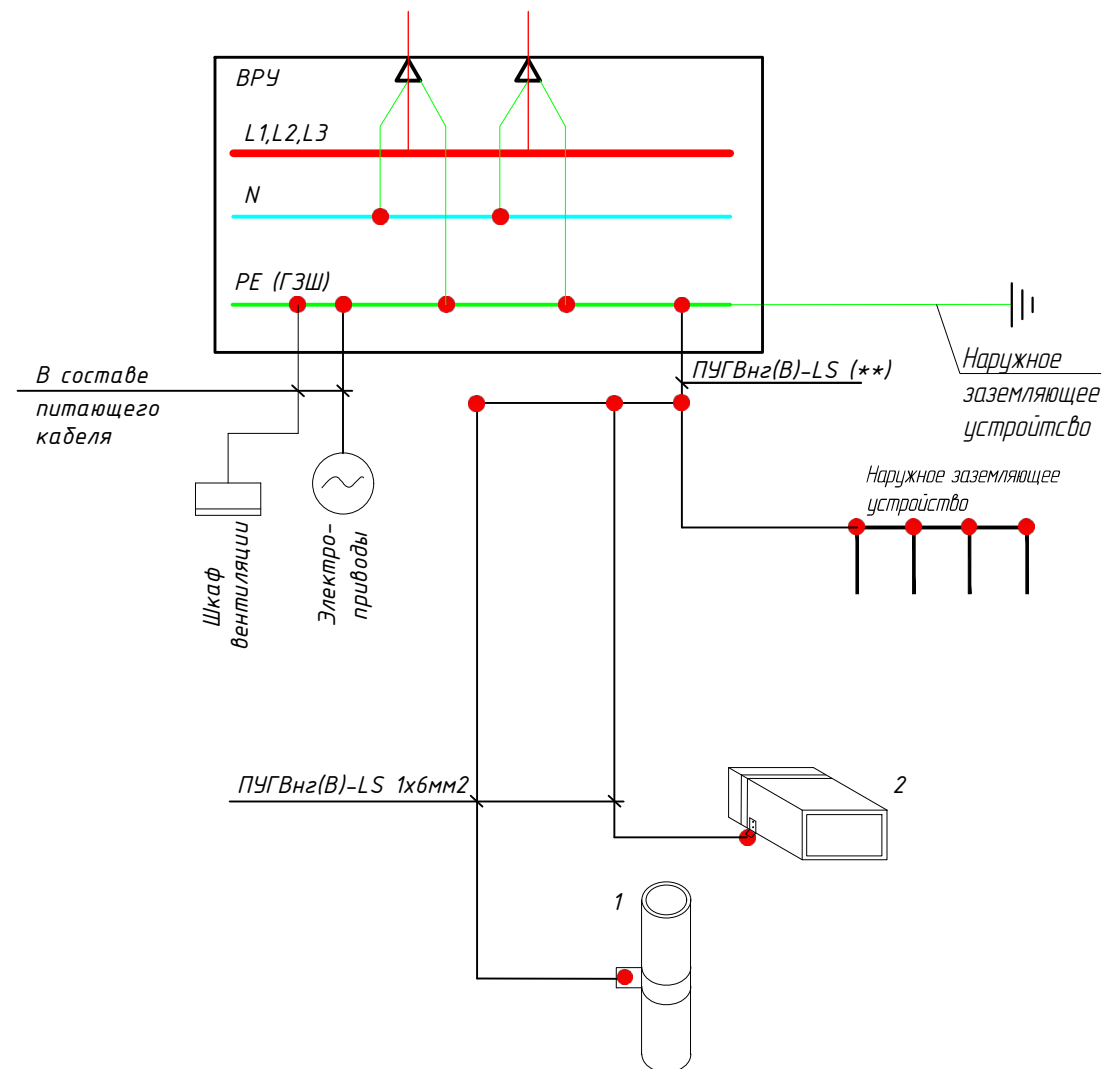 ВРУ
L1,L2,L3
N
PE (ГЗШ)
В составе
питающего
кабеля
ПУГВнг(В)-LS (**)
Наружное
заземляющее
устроитсво
Наружное заземляющее
устройство
Шкаф
вентиляции
Электро-
приводы
ПУГВнг(В)-LS 1х6мм2
2
1